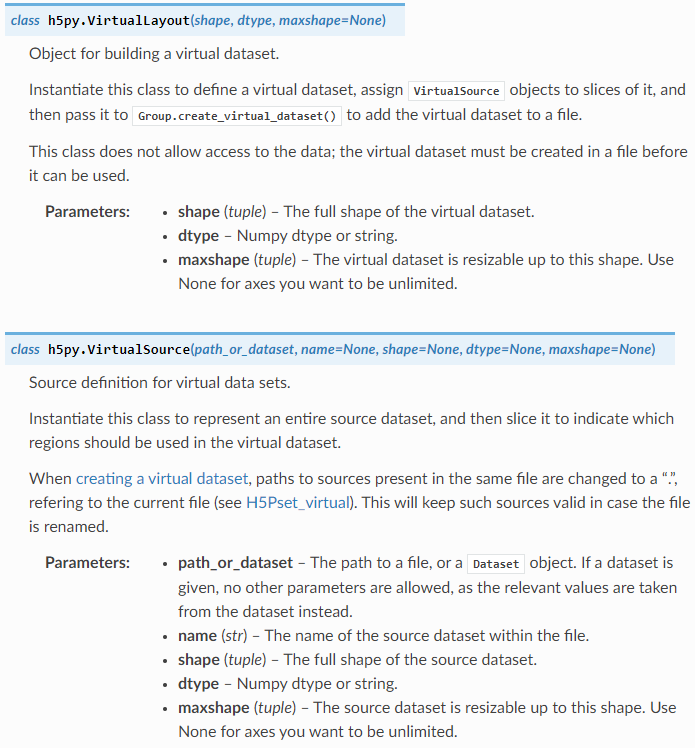 class h5py.VirtualLayout(shape, dtype, maxshape=None)
Object for building a virtual dataset.
Instantiate this class to define a virtual dataset, assign VirtualSource objects to slices of it, and
then pass it to Group.create_virtual_dataset() to add the virtual dataset to a file.
This class does not allow access to the data; the virtual dataset must be created in a file before
it can be used.
Parameters:
• shape (tuple) – The full shape of the virtual dataset.
• dtype – Numpy dtype or string.
• maxshape (tuple) – The virtual dataset is resizable up to this shape. Use
None for axes you want to be unlimited.
class h5py.VirtualSource(path_or_dataset, name=None, shape=None, dtype=None, maxshape=None)
Source definition for virtual data sets.
Instantiate this class to represent an entire source dataset, and then slice it to indicate which
regions should be used in the virtual dataset.
When creating a virtual dataset, paths to sources present in the same file are changed to a “.”,
refering to the current file (see H5Pset_virtual). This will keep such sources valid in case the file
is renamed.
Parameters:
• path_or_dataset – The path to a file, or a Dataset object. If a dataset is
given, no other parameters are allowed, as the relevant values are taken
from the dataset instead.
• name (str) – The name of the source dataset within the file.
• shape (tuple) – The full shape of the source dataset.
• dtype – Numpy dtype or string.
• maxshape (tuple) – The source dataset is resizable up to this shape. Use
None for axes you want to be unlimited.